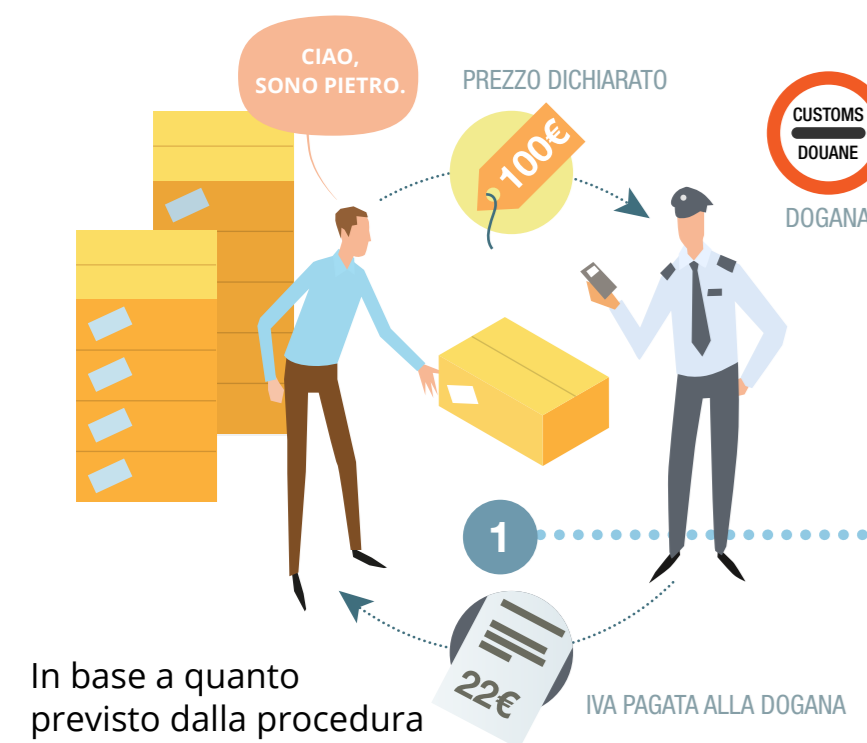 CIAO,
SONO PIETRO.
PREZZO DICHIARATO
100€
CUSTOMS
DOUANE
DOGANA
1
22€
IVA PAGATA ALLA DOGANA
In base a quanto
previsto dalla procedura